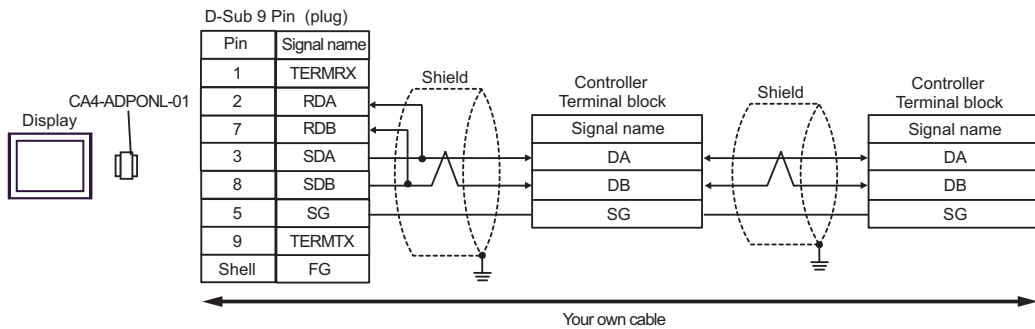 D-Sub 9 Pin (plug)
Pin Signal name
1 TERMRX
2 RDA
7 RDB
3 SDA
8 SDB
5 SG
9 TERMTX
Shell FG
CA4-ADPONL-01
Display
Shield
Controller
Terminal block
Signal name
DA
DB
SG
Shield
Controller
Terminal block
Signal name
DA
DB
SG
Your own cable